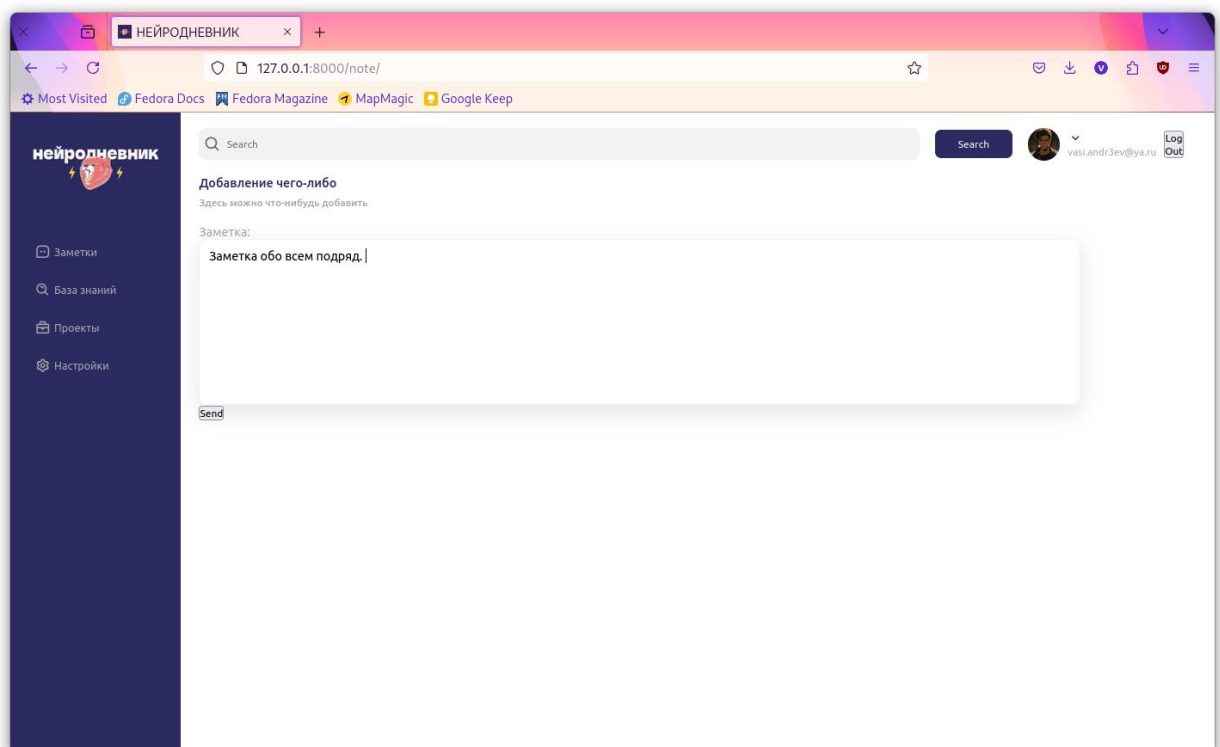 НЕЙРОДНЕВНИК
127.0.0.1:8000/note/
Most Visited Fedora Docs Fedora Magazine MapMagic Google Keep
нейродневник
Search
Search
vasi.andr3ev@ya.ru
Log
Out
Добавление чего-либо
Здесь можно что-нибудь добавить
Заметка:
Заметка обо всем подряд.
Send
Заметки
База знаний
Проекты
Настройки